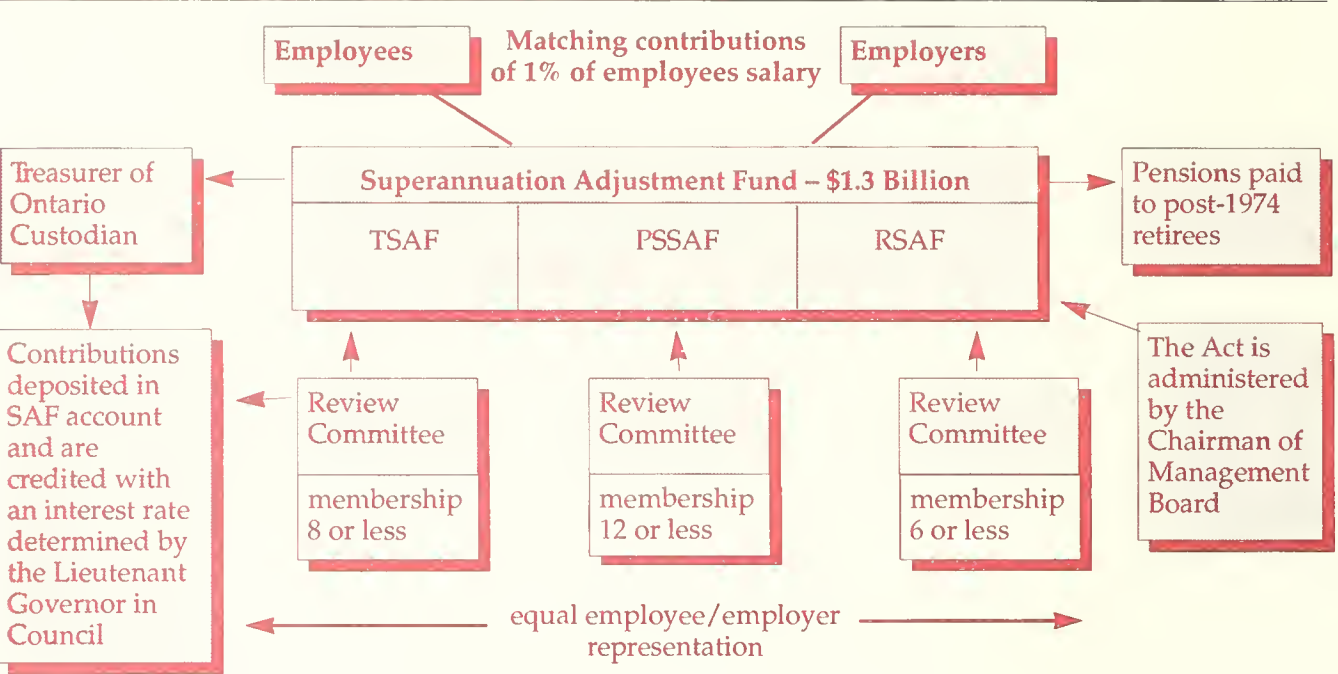 Employees
Matching contributions
of 1% of employees salary
Employers
Treasurer of
Ontario
Custodian
Superannuation Adjustment Fund – $1.3 Billion
TSAF
PSSAF
RSAF
Pensions paid
to post-1974
retirees
Contributions
deposited in
SAF account
and are
credited with
an interest rate
determined by
the Lieutenant
Governor in
Council
Review
Committee
membership
8 or less
Review
Committee
membership
12 or less
Review
Committee
membership
6 or less
The Act is
administered
by the
Chairman of
Management
Board
equal employee/employer
representation